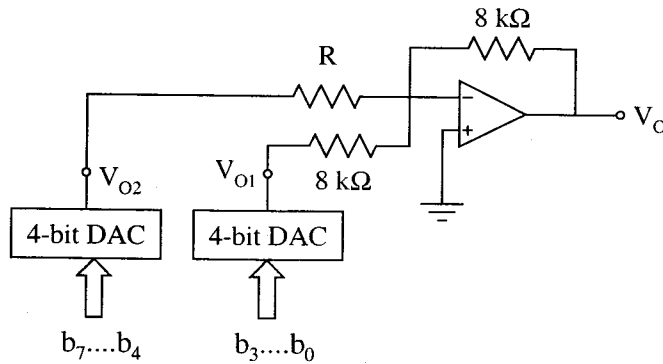 8 kΩ
R
−
+
V_O
V_O2
V_O1
8 kΩ
4-bit DAC
4-bit DAC
b_7....b_4
b_3....b_0